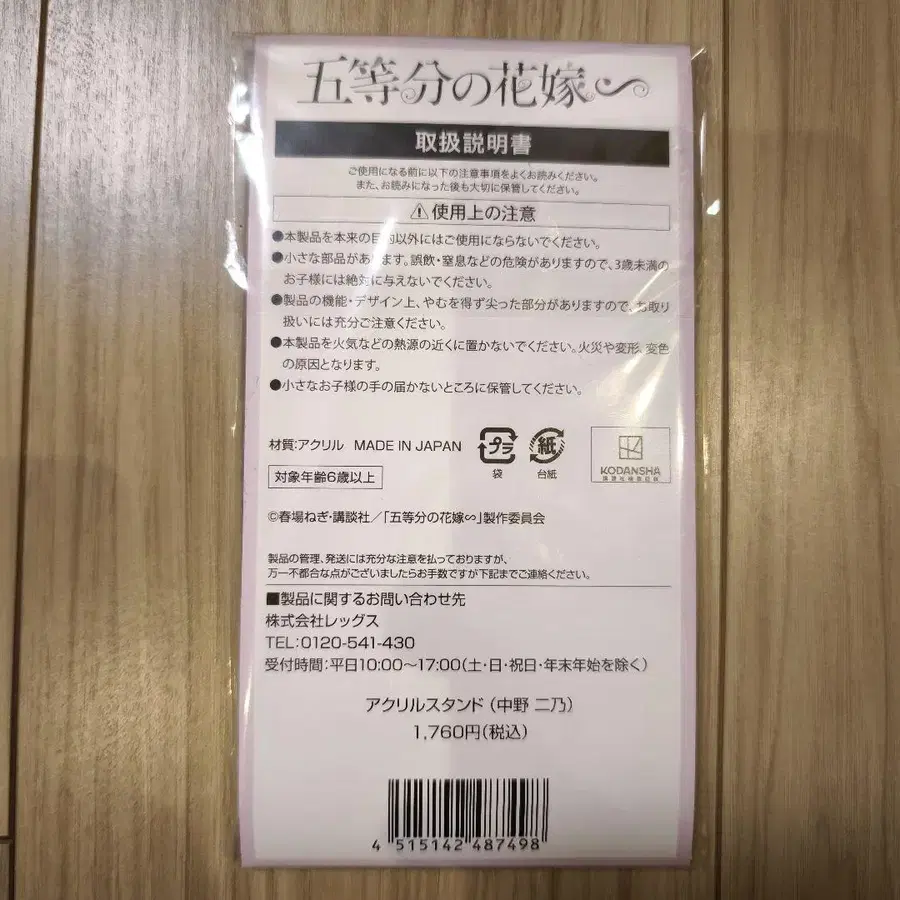 五等分の花嫁∽
取扱説明書
ご使用になる前に以下の注意事項をよくお読みください。
また、お読みになった後も大切に保管してください。
⚠使用上の注意
●本製品を本来の目的以外にはご使用にならないでください。
●小さな部品があります。誤飲・窒息などの危険がありますので、3歳未満の
お子様には絶対に与えないでください。
●製品の機能・デザイン上、やむを得ず尖った部分がありますので、お取り
扱いには充分ご注意ください。
●本製品を火気などの熱源の近くに置かないでください。火災や変形、変色
の原因となります。
●小さなお子様の手の届かないところに保管してください。
材質:アクリル MADE IN JAPAN
プラ
袋
紙
台紙
KODANSHA
対象年齢6歳以上
©春場ねぎ・講談社/「五等分の花嫁∽」製作委員会
製品の管理、発送には充分な注意を払っておりますが、
万一不都合な点がございましたらお手数ですが下記までご連絡ください。
■製品に関するお問い合わせ先
株式会社レッグス
TEL:0120-541-430
受付時間:平日10:00～17:00(土・日・祝日・年末年始を除く)
アクリルスタンド(中野 二乃)
1,760円(税込)
4 515142 487498